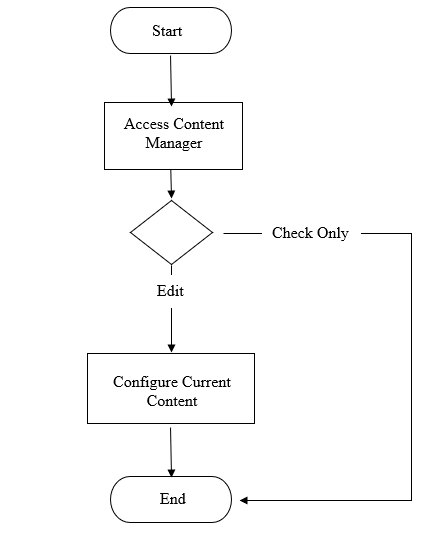 Start
Access Content
Manager
Check Only
Edit
Configure Current
Content
End